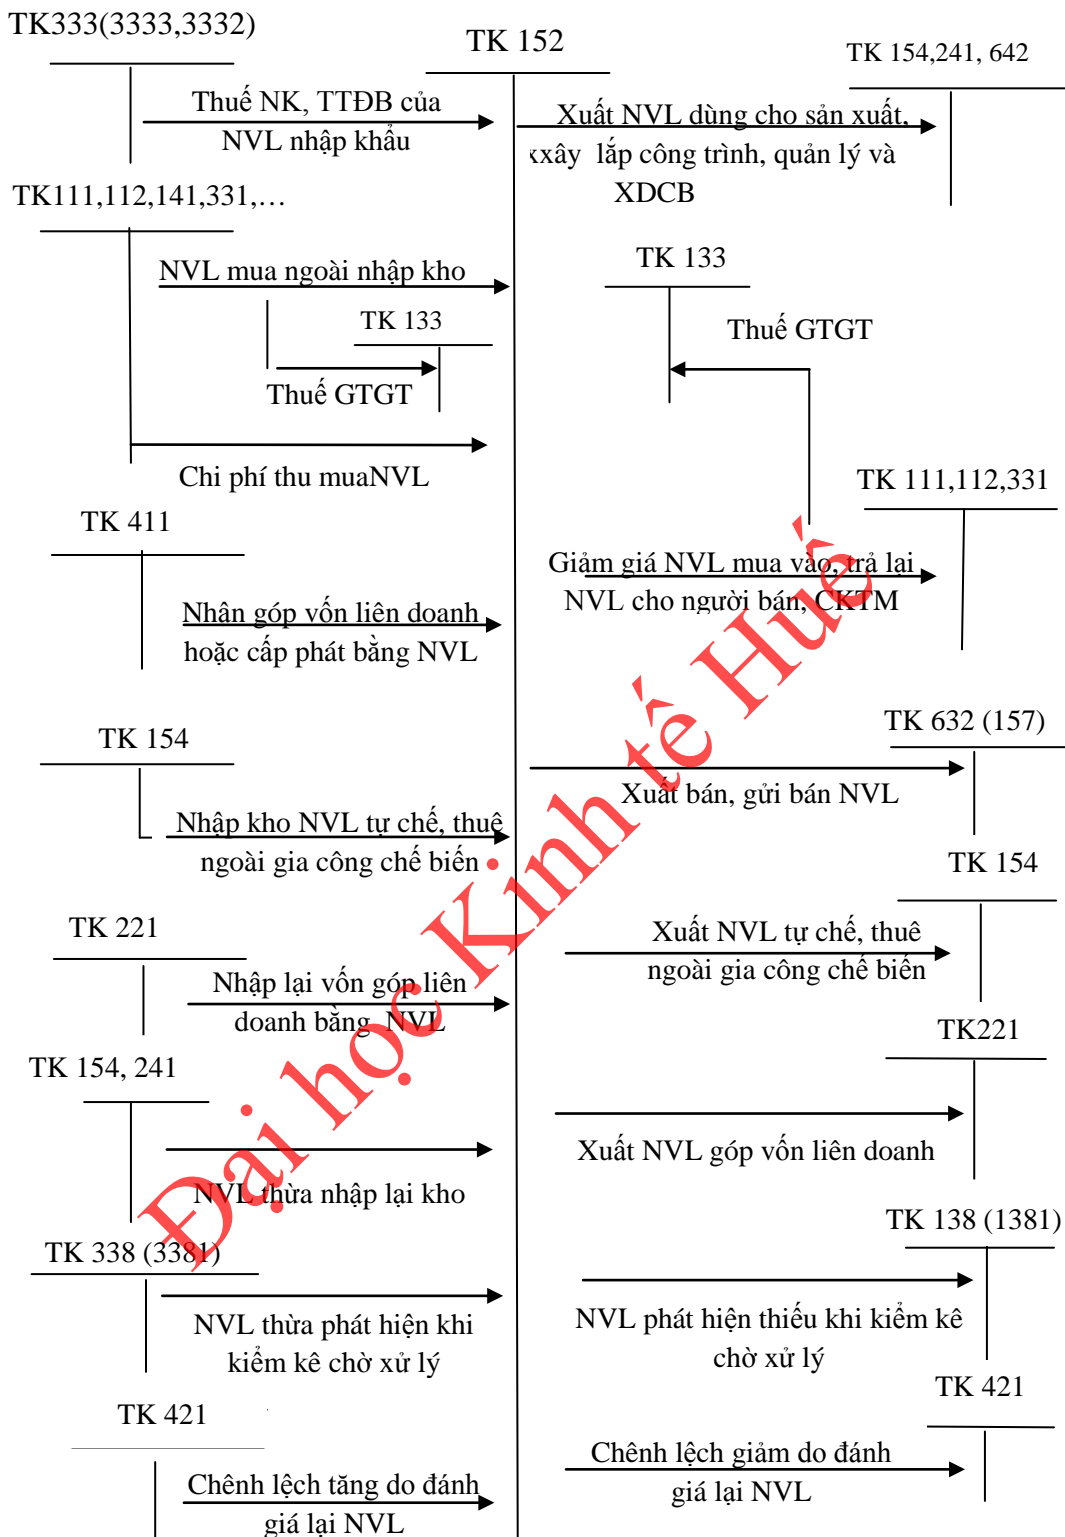 TK333(3333,3332)
TK 152
TK 154,241, 642
Thuế NK, TTĐB của
NVL nhập khẩu
Xuất NVL dùng cho sản xuất,
xxây lắp công trình, quản lý và
XDCB
TK111,112,141,331,…
NVL mua ngoài nhập kho
TK 133
Thuế GTGT
TK 133
Thuế GTGT
Chi phí thu muaNVL
TK 111,112,331
TK 411
Giảm giá NVL mua vào, trả lại
NVL cho người bán, CKTM
Nhận góp vốn liên doanh
hoặc cấp phát bằng NVL
TK 632 (157)
TK 154
Xuất bán, gửi bán NVL
Nhập kho NVL tự chế, thuê
ngoài gia công chế biến
TK 154
TK 221
Xuất NVL tự chế, thuê
ngoài gia công chế biến
Nhập lại vốn góp liên
doanh bằng NVL
TK221
TK 154, 241
Xuất NVL góp vốn liên doanh
NVL thừa nhập lại kho
TK 138 (1381)
TK 338 (3381)
NVL thừa phát hiện khi
kiểm kê chờ xử lý
NVL phát hiện thiếu khi kiểm kê
chờ xử lý
TK 421
TK 421
Chênh lệch giảm do đánh
giá lại NVL
Chênh lệch tăng do đánh
giá lại NVL
Đại học Kinh tế Huế